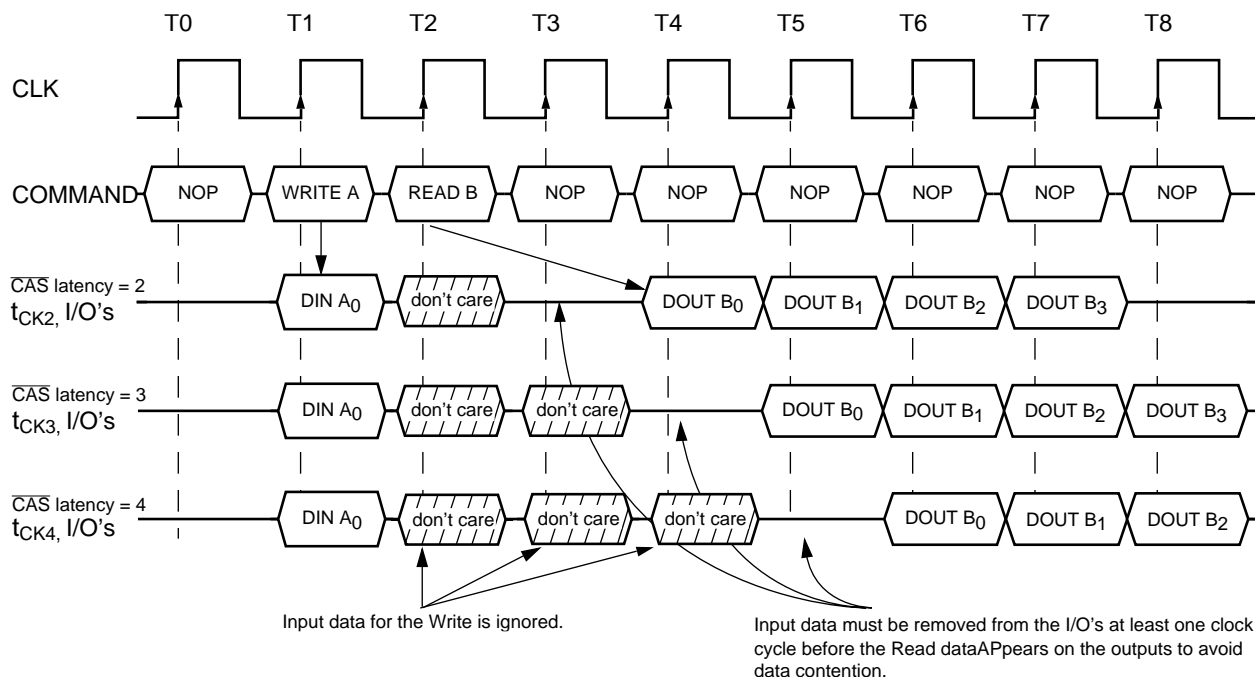 T0 T1 T2 T3 T4 T5 T6 T7 T8
CLK
COMMAND NOP WRITE A READ B NOP NOP NOP NOP NOP NOP
CAS latency = 2
tCK2, I/O's DIN A0 don't care DOUT B0 DOUT B1 DOUT B2 DOUT B3
CAS latency = 3
tCK3, I/O's DIN A0 don't care don't care DOUT B0 DOUT B1 DOUT B2 DOUT B3
CAS latency = 4
tCK4, I/O's DIN A0 don't care don't care don't care DOUT B0 DOUT B1 DOUT B2
Input data for the Write is ignored.
Input data must be removed from the I/O's at least one clock
cycle before the Read dataAPpears on the outputs to avoid
data contention.